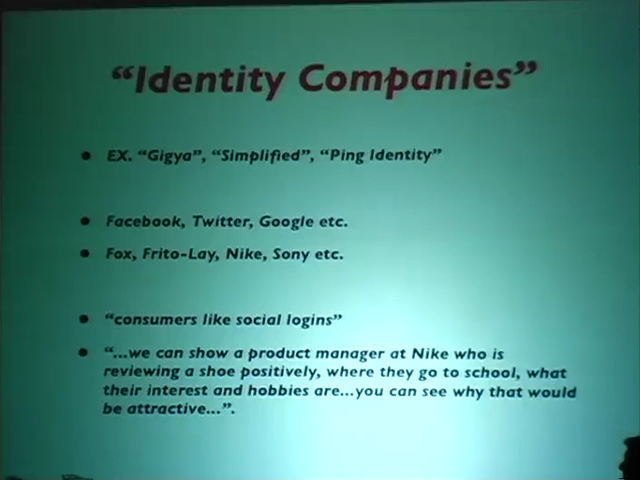 “Identity Companies”
• EX. “Gigya”, “Simplified”, “Ping Identity”
• Facebook, Twitter, Google etc.
• Fox, Frito-Lay, Nike, Sony etc.
• “consumers like social logins”
• “...we can show a product manager at Nike who is
reviewing a shoe positively, where they go to school, what
their interest and hobbies are...you can see why that would
be attractive...”.